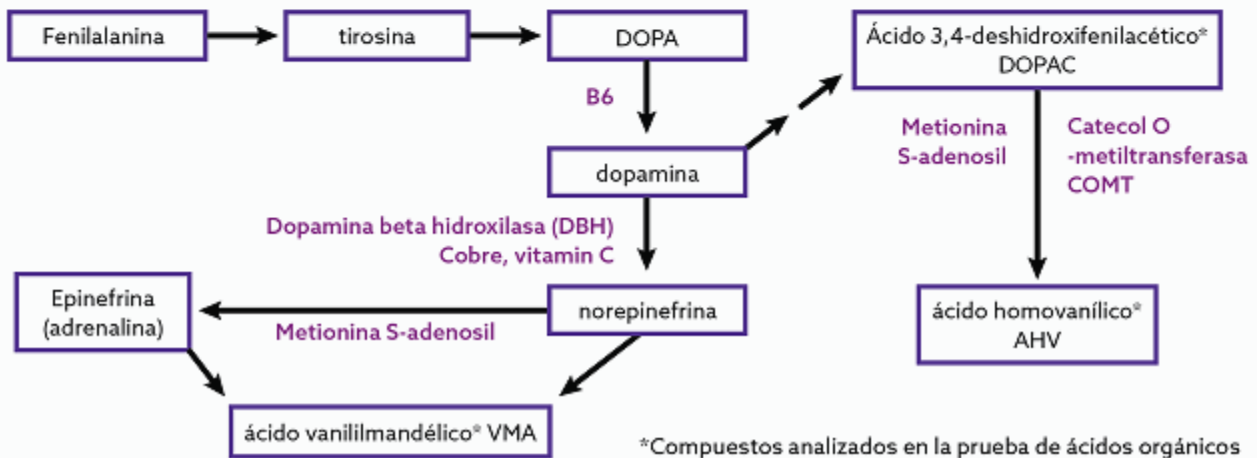 Fenilalanina
tirosina
DOPA
Ácido 3,4-deshidroxifenilacético*
DOPAC
B6
Metionina
S-adenosil
Catecol O
-metiltransferasa
COMT
dopamina
Dopamina beta hidroxilasa (DBH)
Cobre, vitamin C
Epinefrina
(adrenalina)
Metionina S-adenosil
norepinefrina
ácido homovanílico*
AHV
ácido vanililmandélico* VMA
*Compuestos analizados en la prueba de ácidos orgánicos